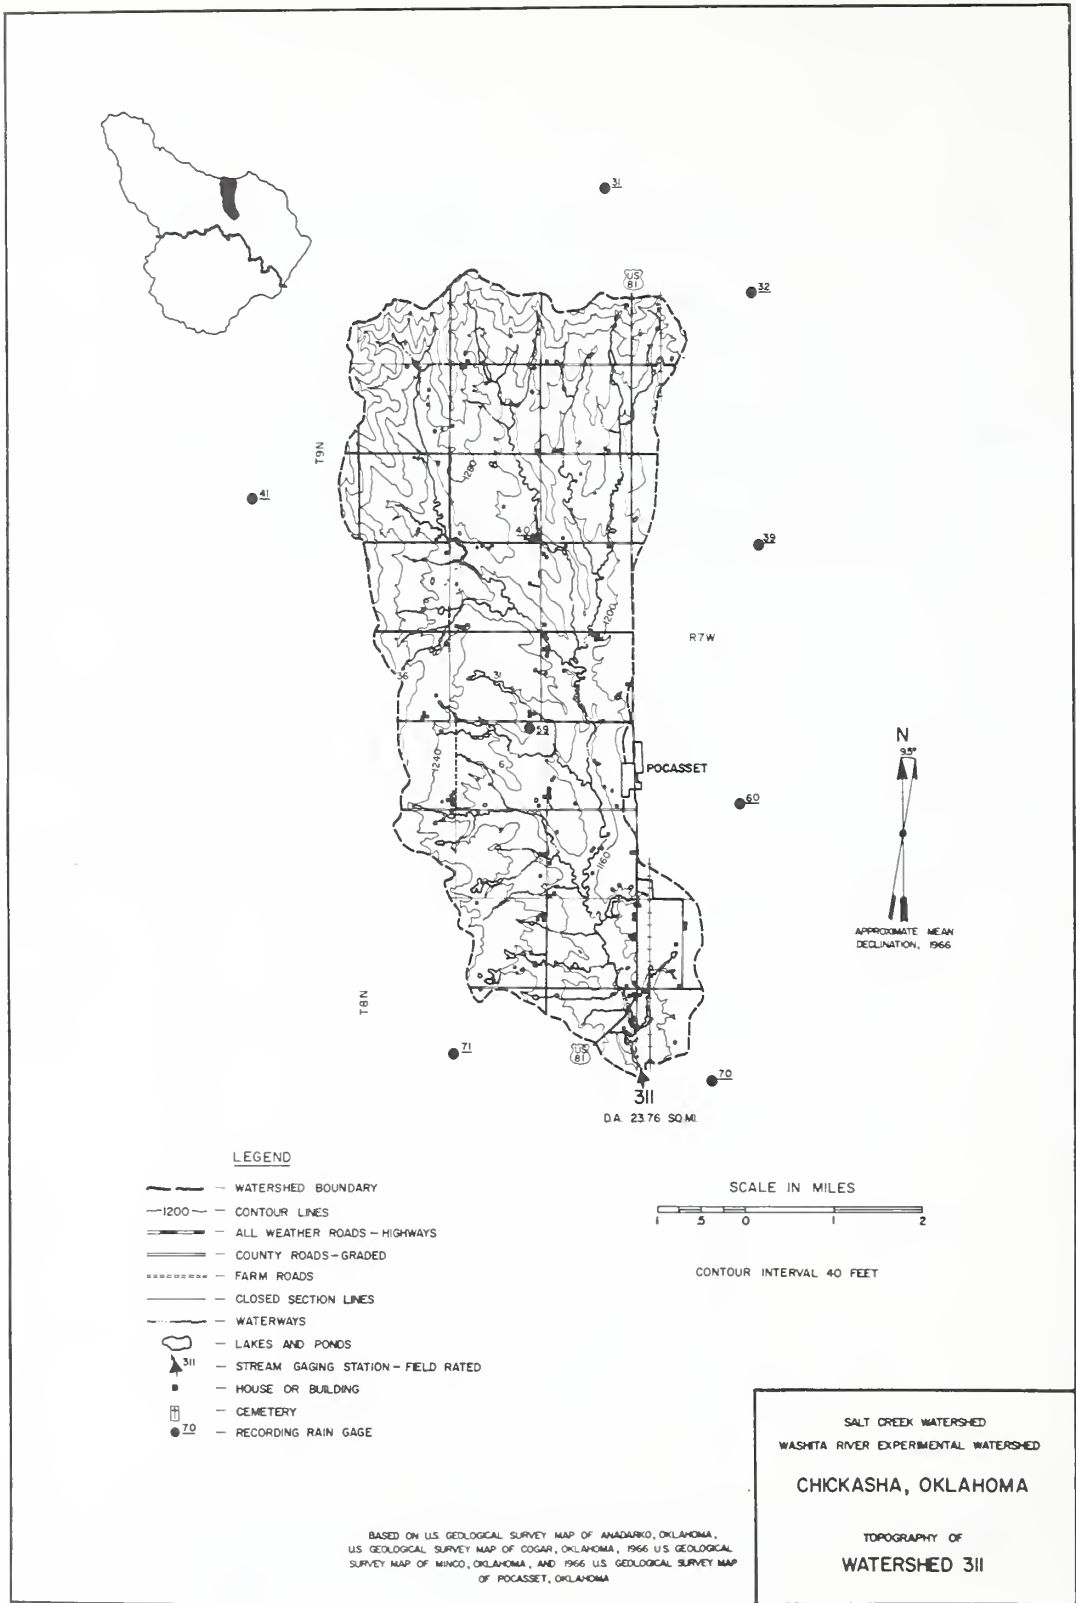 31
US
81
32
T9N
1280
41
40
39
1200
R7W
36
31
59
N
9.5°
1240
6
POCASSET
60
1160
APPROXIMATE MEAN
DECLINATION, 1966
T8N
71
US
81
70
311
D.A. 23.76 SQ.MI.
LEGEND
— WATERSHED BOUNDARY
—1200— — CONTOUR LINES
— ALL WEATHER ROADS – HIGHWAYS
— COUNTY ROADS – GRADED
— FARM ROADS
— CLOSED SECTION LINES
— WATERWAYS
— LAKES AND PONDS
311 — STREAM GAGING STATION – FIELD RATED
— HOUSE OR BUILDING
— CEMETERY
70 — RECORDING RAIN GAGE
SCALE IN MILES
1 .5 0 1 2
CONTOUR INTERVAL 40 FEET
SALT CREEK WATERSHED
WASHITA RIVER EXPERIMENTAL WATERSHED
CHICKASHA, OKLAHOMA
TOPOGRAPHY OF
WATERSHED 311
BASED ON U.S. GEOLOGICAL SURVEY MAP OF ANADARKO, OKLAHOMA,
U.S. GEOLOGICAL SURVEY MAP OF COGAR, OKLAHOMA, 1966 U.S. GEOLOGICAL
SURVEY MAP OF MINCO, OKLAHOMA, AND 1966 U.S. GEOLOGICAL SURVEY MAP
OF POCASSET, OKLAHOMA